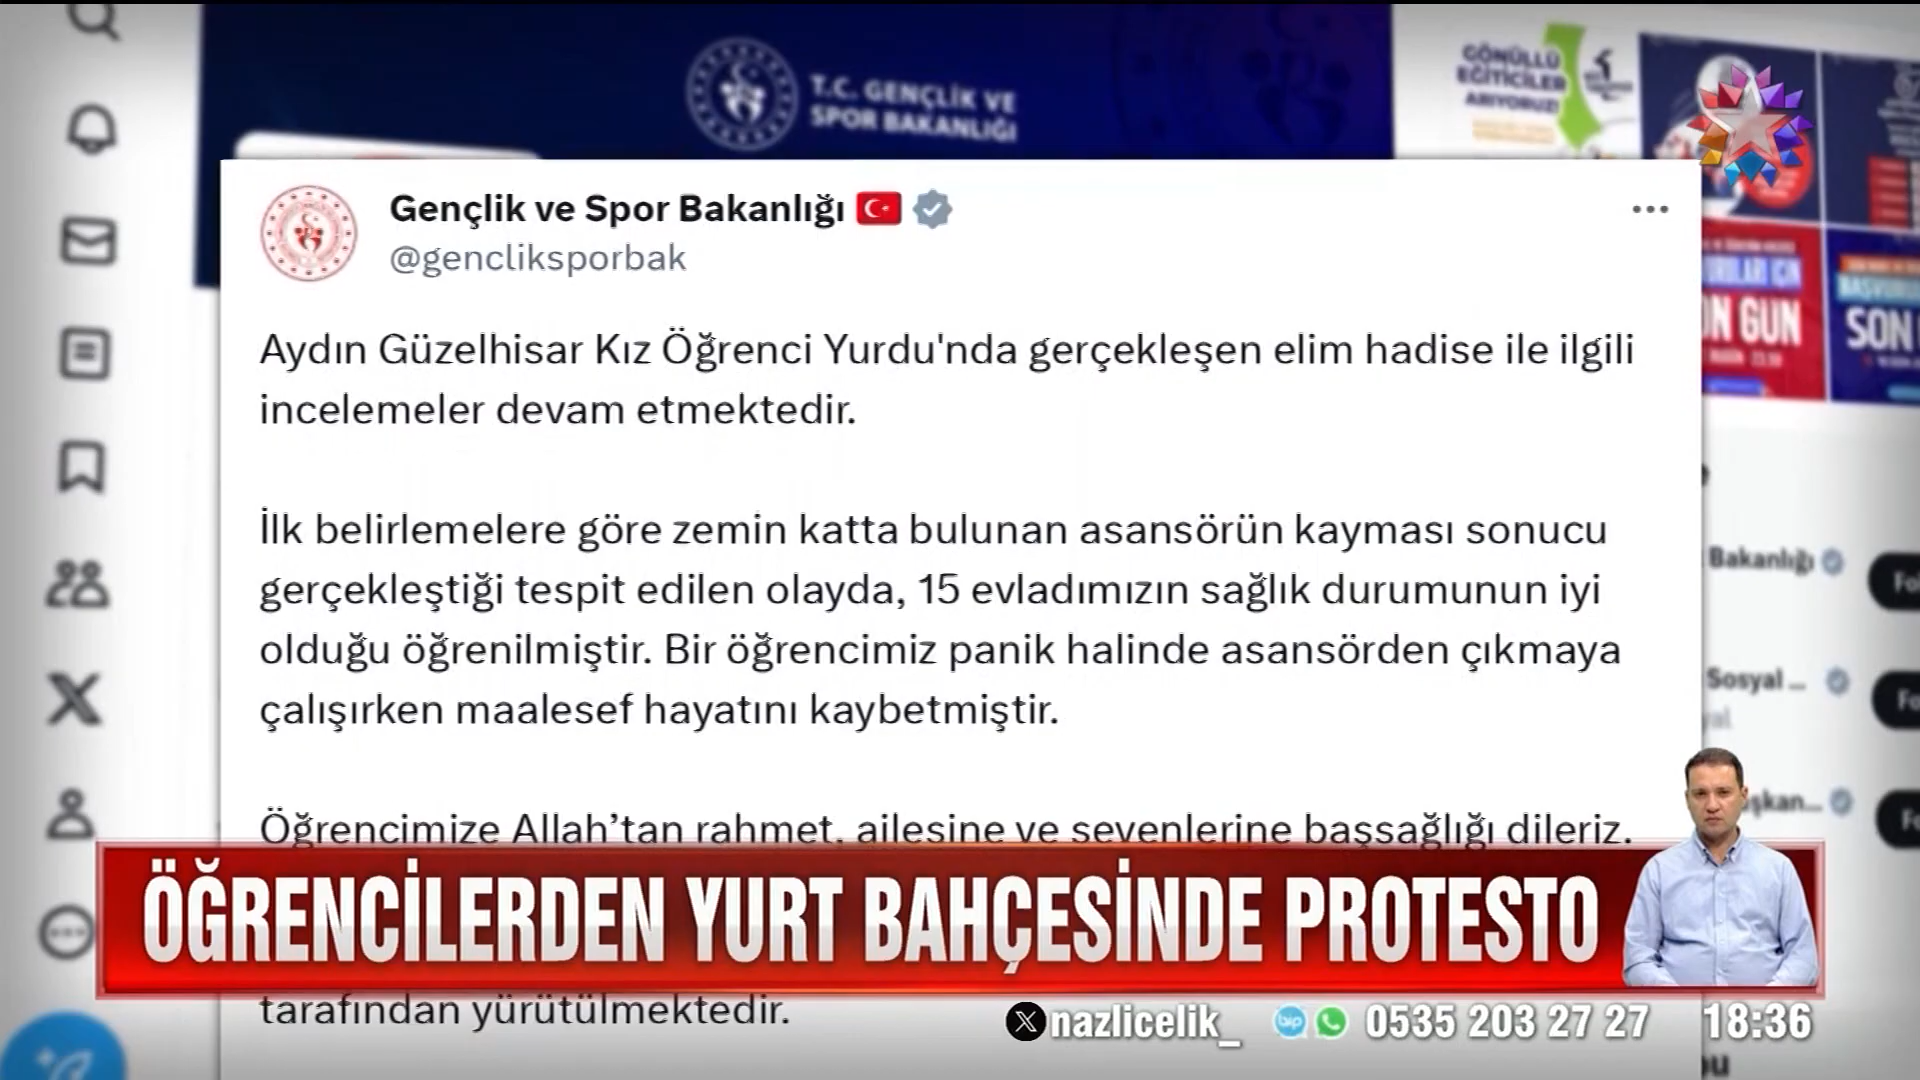 GÖNÜLLÜ
EĞİTİCİLER
ARIYORUZ!
T.C. GENÇLİK VE
SPOR BAKANLIĞI
Gençlik ve Spor Bakanlığı
@gencliksporbak
Aydın Güzelhisar Kız Öğrenci Yurdu'nda gerçekleşen elim hadise ile ilgili
incelemeler devam etmektedir.
İlk belirlemelere göre zemin katta bulunan asansörün kayması sonucu
gerçekleştiği tespit edilen olayda, 15 evladımızın sağlık durumunun iyi
olduğu öğrenilmiştir. Bir öğrencimiz panik halinde asansörden çıkmaya
çalışırken maalesef hayatını kaybetmiştir.
Öğrencimize Allah’tan rahmet, ailesine ve sevenlerine başsağlığı dileriz.
ÖĞRENCİLERDEN YURT BAHÇESİNDE PROTESTO
tarafından yürütülmektedir.
nazlicelik_
bip
0535 203 27 27
18:36
GÜN
SON
Bakanlığı
Sosyal ...
Fo
Fo